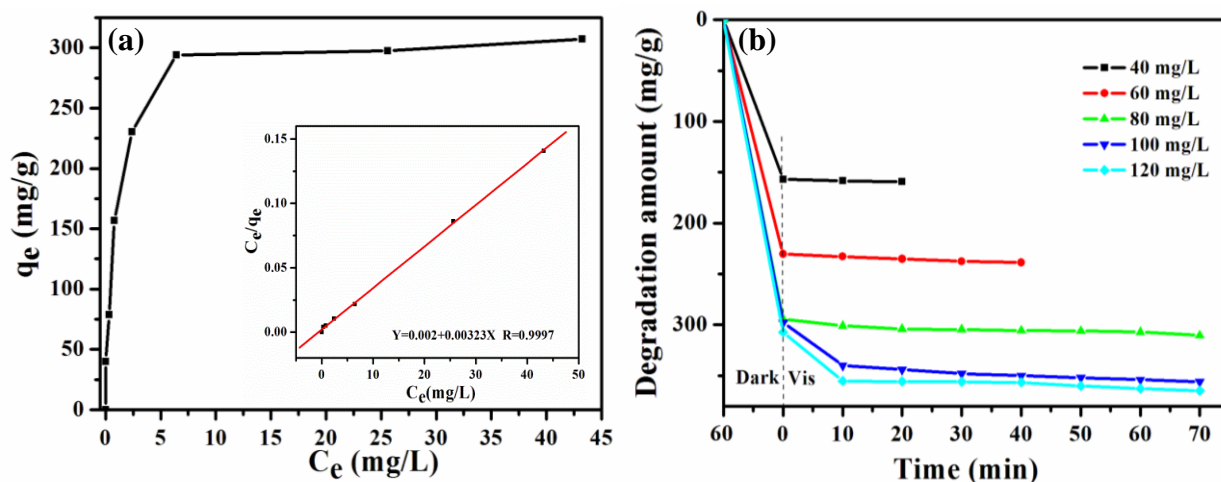 (a)
300
250
200
150
100
50
0
qe (mg/g)
0 5 10 15 20 25 30 35 40 45
Ce (mg/L)
0.15
0.10
0.05
0.00
Ce/qe
Y=0.002+0.00323X R=0.9997
0 10 20 30 40 50
Ce(mg/L)
(b)
0
100
200
300
Degradation amount (mg/g)
40 mg/L
60 mg/L
80 mg/L
100 mg/L
120 mg/L
Dark Vis
60 0 10 20 30 40 50 60 70
Time (min)